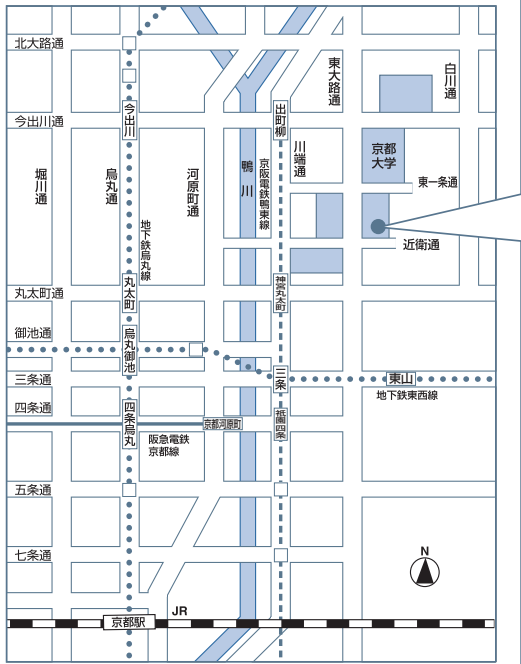 北大路通
東大路通
白川通
今出川通
今出川
出町柳
堀川通
烏丸通
河原町通
鴨川
京阪電鉄鴨東線
川端通
京都
大学
東一条通
地下鉄烏丸線
近衛通
丸太町通
丸太町
神宮丸太町
御池通
烏丸御池
三条通
三条
東山
地下鉄東西線
四条通
四条烏丸
京都河原町
祇園四条
阪急電鉄
京都線
五条通
七条通
N
JR
京都駅